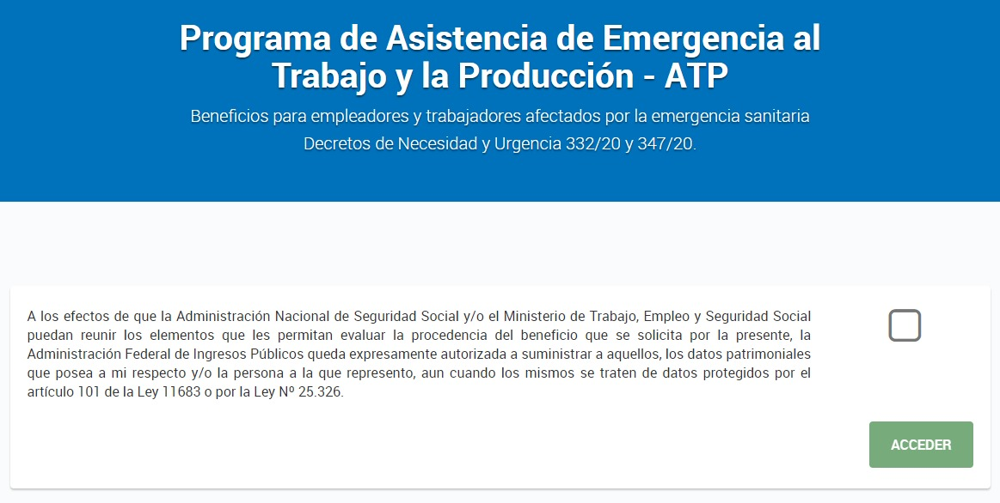 Programa de Asistencia de Emergencia al
Trabajo y la Producción - ATP
Beneficios para empleadores y trabajadores afectados por la emergencia sanitaria
Decretos de Necesidad y Urgencia 332/20 y 347/20.
A los efectos de que la Administración Nacional de Seguridad Social y/o el Ministerio de Trabajo, Empleo y Seguridad Social
puedan reunir los elementos que les permitan evaluar la procedencia del beneficio que se solicita por la presente, la
Administración Federal de Ingresos Públicos queda expresamente autorizada a suministrar a aquellos, los datos patrimoniales
que posea a mi respecto y/o la persona a la que represento, aun cuando los mismos se traten de datos protegidos por el
artículo 101 de la Ley 11683 o por la Ley Nº 25.326.
ACCEDER